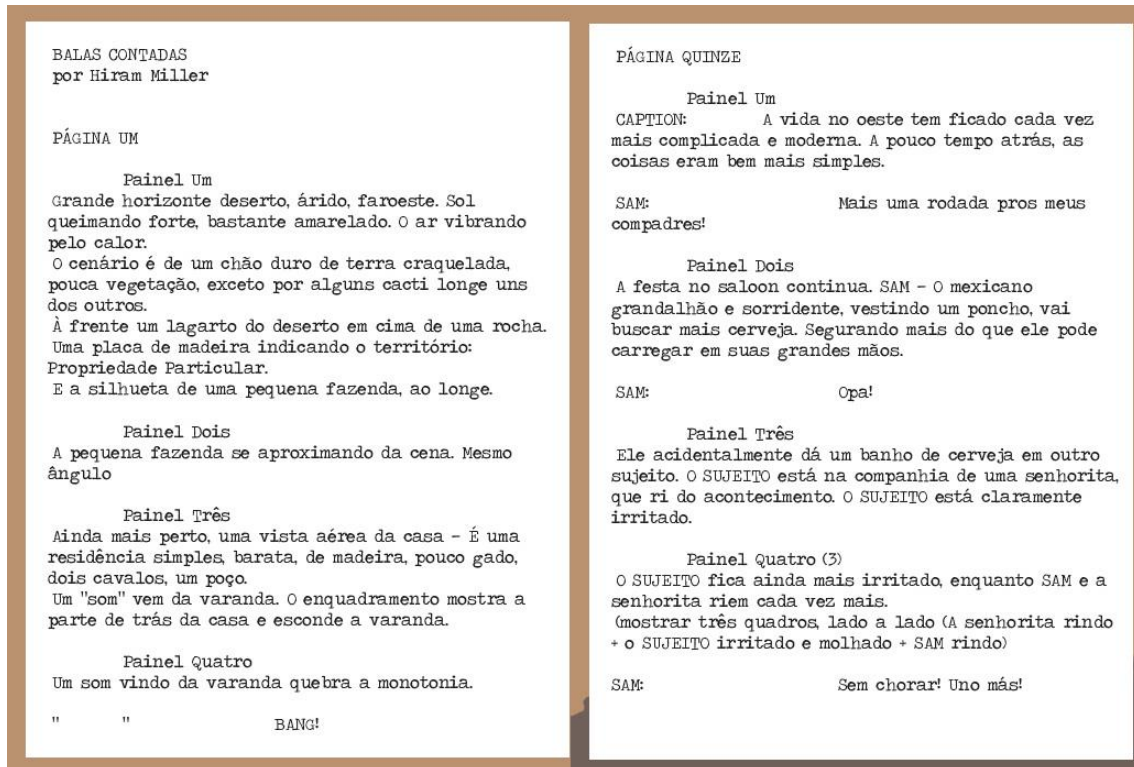 BALAS CONTADAS
por Hiram Miller
PÁGINA UM
Painel Um
Grande horizonte deserto, árido, faroeste. Sol
queimando forte, bastante amarelado. O ar vibrando
pelo calor.
O cenário é de um chão duro de terra craquelada,
pouca vegetação, exceto por alguns cacti longe uns
dos outros.
À frente um lagarto do deserto em cima de uma rocha.
Uma placa de madeira indicando o território:
Propriedade Particular.
E a silhueta de uma pequena fazenda, ao longe.
Painel Dois
A pequena fazenda se aproximando da cena. Mesmo
ângulo
Painel Três
Ainda mais perto, uma vista aérea da casa – É uma
residência simples, barata, de madeira, pouco gado,
dois cavalos, um poço.
Um "som" vem da varanda. O enquadramento mostra a
parte de trás da casa e esconde a varanda.
Painel Quatro
Um som vindo da varanda quebra a monotonia.
" " BANG!
PÁGINA QUINZE
Painel Um
CAPTION: A vida no oeste tem ficado cada vez
mais complicada e moderna. A pouco tempo atrás, as
coisas eram bem mais simples.
SAM: Mais uma rodada pros meus
compadres!
Painel Dois
A festa no saloon continua. SAM – O mexicano
grandalhão e sorridente, vestindo um poncho, vai
buscar mais cerveja. Segurando mais do que ele pode
carregar em suas grandes mãos.
SAM: Opa!
Painel Três
Ele acidentalmente dá um banho de cerveja em outro
sujeito. O SUJEITO está na companhia de uma senhorita,
que ri do acontecimento. O SUJEITO está claramente
irritado.
Painel Quatro (3)
O SUJEITO fica ainda mais irritado, enquanto SAM e a
senhorita riem cada vez mais.
(mostrar três quadros, lado a lado (A senhorita rindo
+ o SUJEITO irritado e molhado + SAM rindo)
SAM: Sem chorar! Uno más!